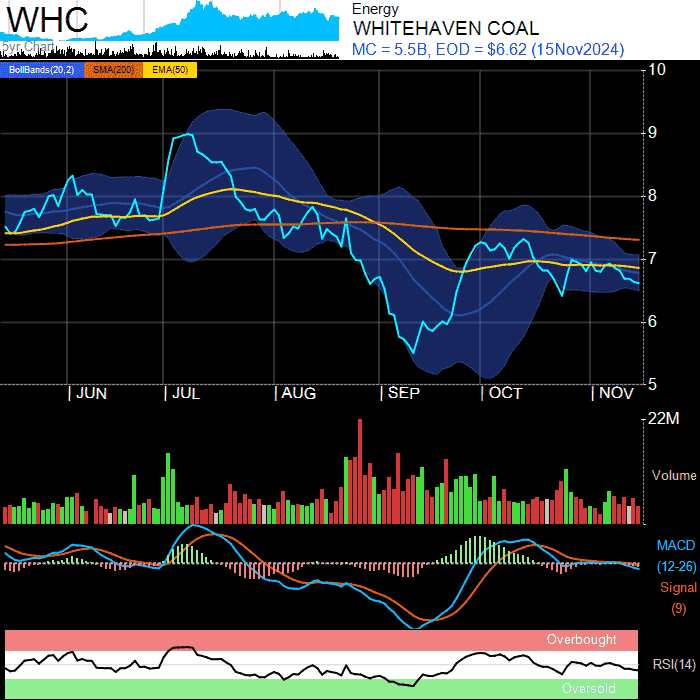 WHC
5yr Chart
Energy
WHITEHAVEN COAL
MC = 5.5B, EOD = $6.62 (15Nov2024)
BollBands(20,2) SMA(200) EMA(50)
10
9
8
7
6
5
JUN JUL AUG SEP OCT NOV
22M
Volume
MACD
(12-26)
Signal
(9)
Overbought
RSI(14)
Oversold